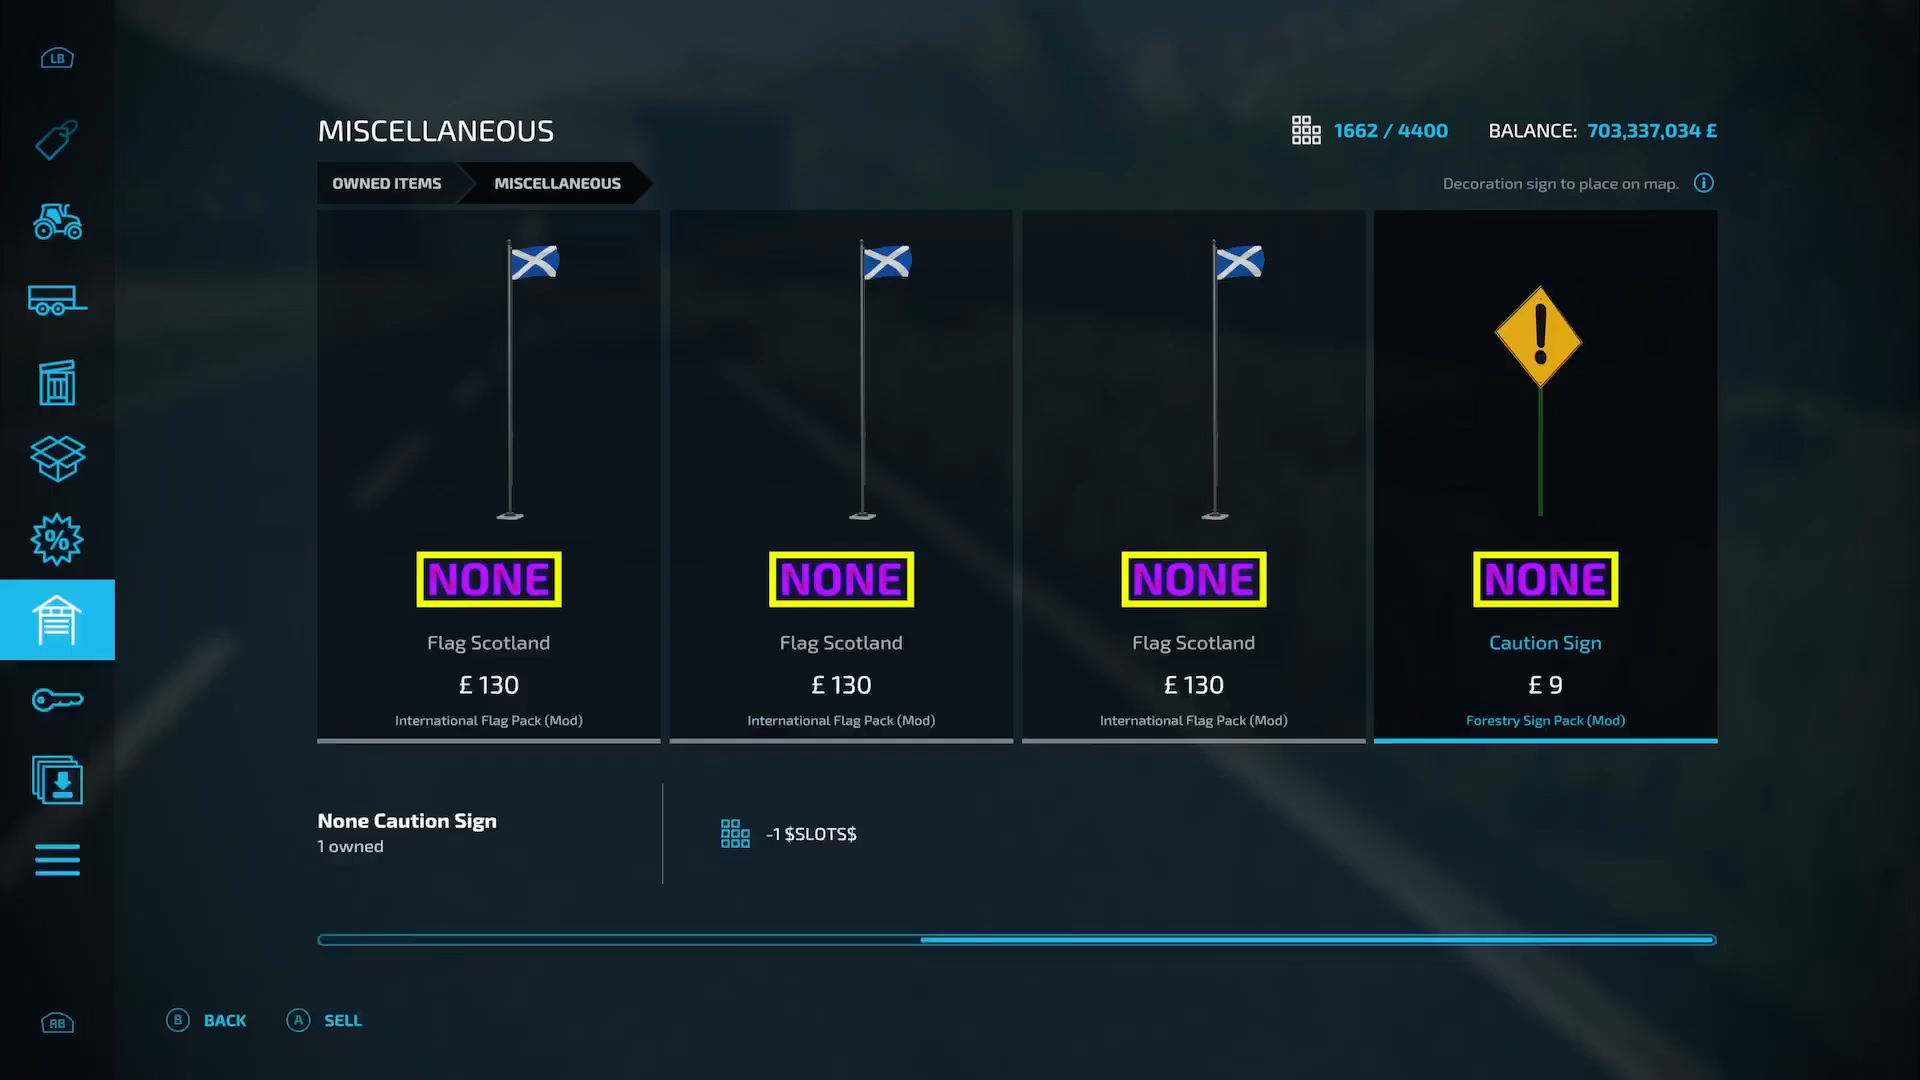 LB
MISCELLANEOUS
1662 / 4400
BALANCE: 703,337,034 £
OWNED ITEMS
MISCELLANEOUS
Decoration sign to place on map.
NONE
Flag Scotland
£ 130
International Flag Pack (Mod)
NONE
Flag Scotland
£ 130
International Flag Pack (Mod)
NONE
Flag Scotland
£ 130
International Flag Pack (Mod)
!
NONE
Caution Sign
£ 9
Forestry Sign Pack (Mod)
%
None Caution Sign
1 owned
-1 $SLOTS$
RB
B BACK
A SELL